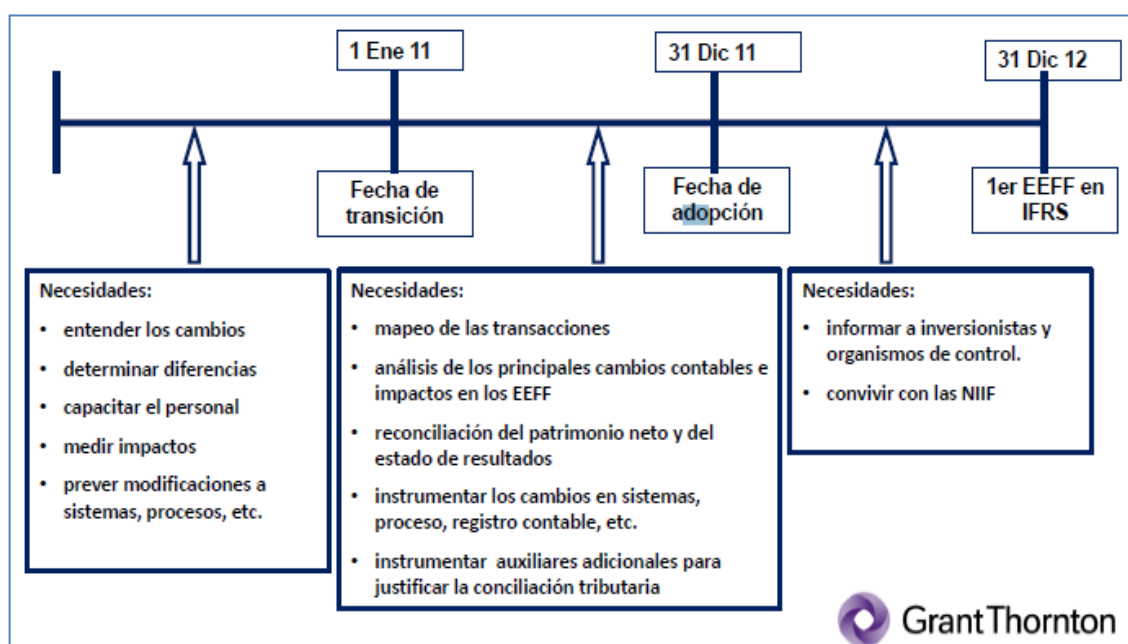 1 Ene 11
31 Dic 11
31 Dic 12
Fecha de
transición
Fecha de
adopción
1er EEFF en
IFRS
Necesidades:
• entender los cambios
• determinar diferencias
• capacitar el personal
• medir impactos
• prever modificaciones a
sistemas, procesos, etc.
Necesidades:
• mapeo de las transacciones
• análisis de los principales cambios contables e
impactos en los EEFF
• reconciliación del patrimonio neto y del
estado de resultados
• instrumentar los cambios en sistemas,
proceso, registro contable, etc.
• instrumentar auxiliares adicionales para
justificar la conciliación tributaria
Necesidades:
• informar a inversionistas y
organismos de control.
• convivir con las NIIF
Grant Thornton